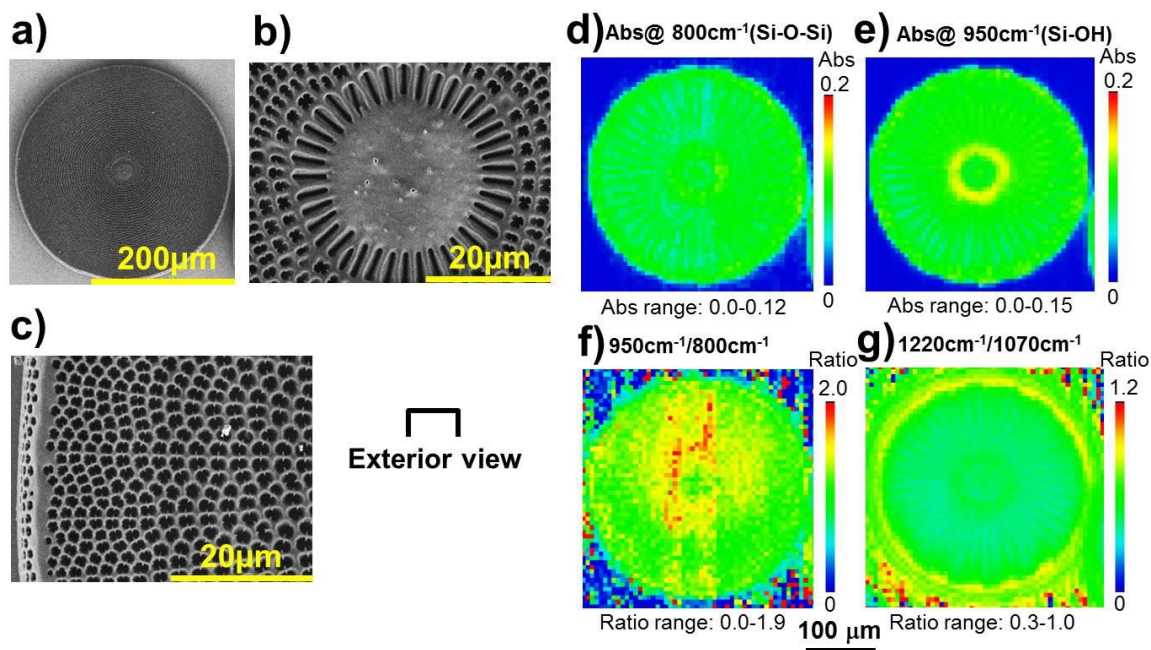 a)
200μm
b)
20μm
c)
20μm
Exterior view
d) Abs@ 800cm⁻¹(Si-O-Si)
Abs
0.2
0
Abs range: 0.0-0.12
e) Abs@ 950cm⁻¹(Si-OH)
Abs
0.2
0
Abs range: 0.0-0.15
f) 950cm⁻¹/800cm⁻¹
Ratio
2.0
0
Ratio range: 0.0-1.9
g) 1220cm⁻¹/1070cm⁻¹
Ratio
1.2
0
Ratio range: 0.3-1.0
100 μm